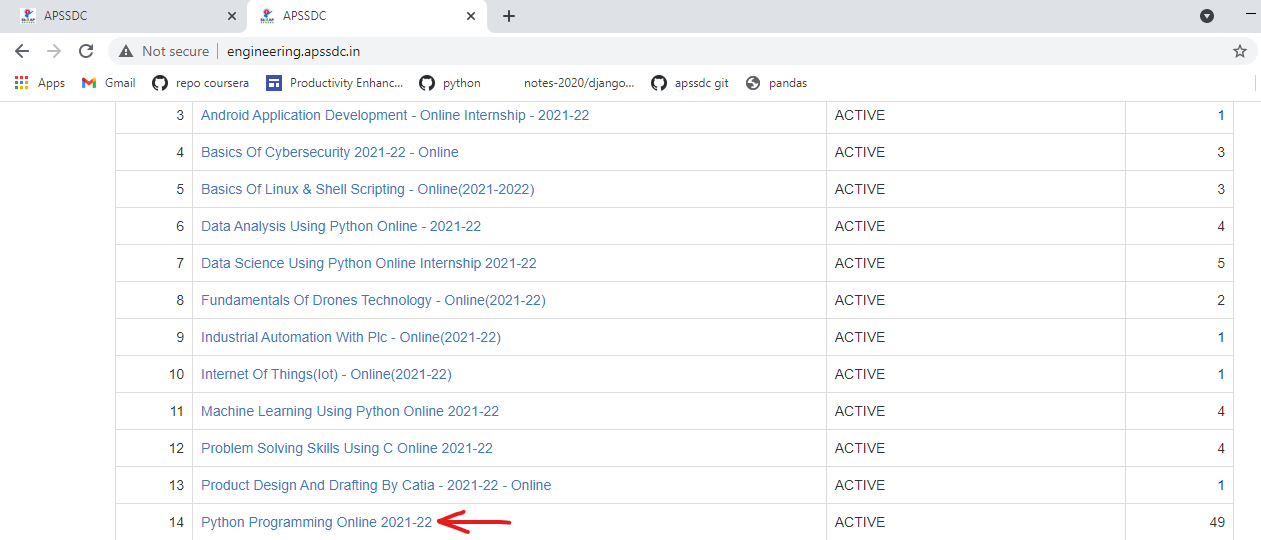 APSSDC
APSSDC
Not secure engineering.apssdc.in
Apps Gmail repo coursera Productivity Enhanc... python notes-2020/django... apssdc git pandas
3 Android Application Development - Online Internship - 2021-22 ACTIVE 1
4 Basics Of Cybersecurity 2021-22 - Online ACTIVE 3
5 Basics Of Linux & Shell Scripting - Online(2021-2022) ACTIVE 3
6 Data Analysis Using Python Online - 2021-22 ACTIVE 4
7 Data Science Using Python Online Internship 2021-22 ACTIVE 5
8 Fundamentals Of Drones Technology - Online(2021-22) ACTIVE 2
9 Industrial Automation With Plc - Online(2021-22) ACTIVE 1
10 Internet Of Things(Iot) - Online(2021-22) ACTIVE 1
11 Machine Learning Using Python Online 2021-22 ACTIVE 4
12 Problem Solving Skills Using C Online 2021-22 ACTIVE 4
13 Product Design And Drafting By Catia - 2021-22 - Online ACTIVE 1
14 Python Programming Online 2021-22 ACTIVE 49